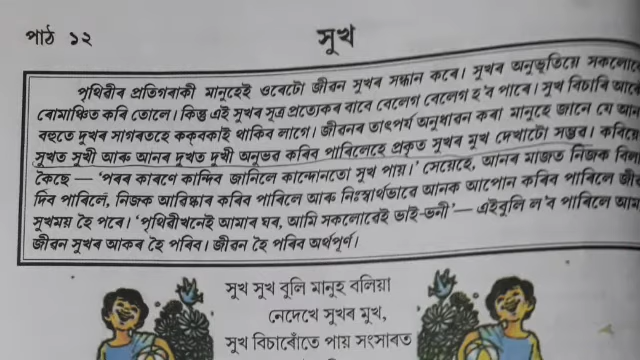 পাঠ ১২
সুখ
পৃথিৱীৰ প্ৰতিগৰাকী মানুহেই ওৰেটো জীৱন সুখৰ সন্ধান কৰে। সুখৰ অনুভূতিয়ে সকলোৰে
ৰোমাঞ্চিত কৰি তোলে। কিন্তু এই সুখৰ সূত্ৰ প্ৰত্যেকৰ বাবে বেলেগ বেলেগ হ'ব পাৰে। সুখ বিচাৰি আৰে
বহুতে দুখৰ সাগৰতহে ককবকাই থাকিব লাগে। জীৱনৰ তাৎপৰ্য অনুধাৱন কৰা মানুহে জানে যে আন
সুখত সুখী আৰু আনৰ দুখত দুখী অনুভৱ কৰিব পাৰিলেহে প্ৰকৃত সুখৰ মুখ দেখাটো সম্ভৱ। কবিয়ে
কৈছে — 'পৰৰ কাৰণে কান্দিব জানিলে কান্দোনতো সুখ পায়।' সেয়েহে, আনৰ মাজত নিজক
দিব পাৰিলে, নিজক আৱিষ্কাৰ কৰিব পাৰিলে আৰু নিঃস্বাৰ্থভাৱে আনক আপোন কৰিব পাৰিলে
সুখময় হৈ পৰে। 'পৃথিৱীখনেই আমাৰ ঘৰ, আমি সকলোৱেই ভাই-ভনী' — এইবুলি ল'ব পাৰিলে
জীৱন সুখৰ আকৰ হৈ পৰিব। জীৱন হৈ পৰিব অৰ্থপূৰ্ণ।
সুখ সুখ বুলি মানুহ বলিয়া
নেদেখে সুখৰ মুখ,
সুখ বিচাৰোঁতে পায় সংসাৰত